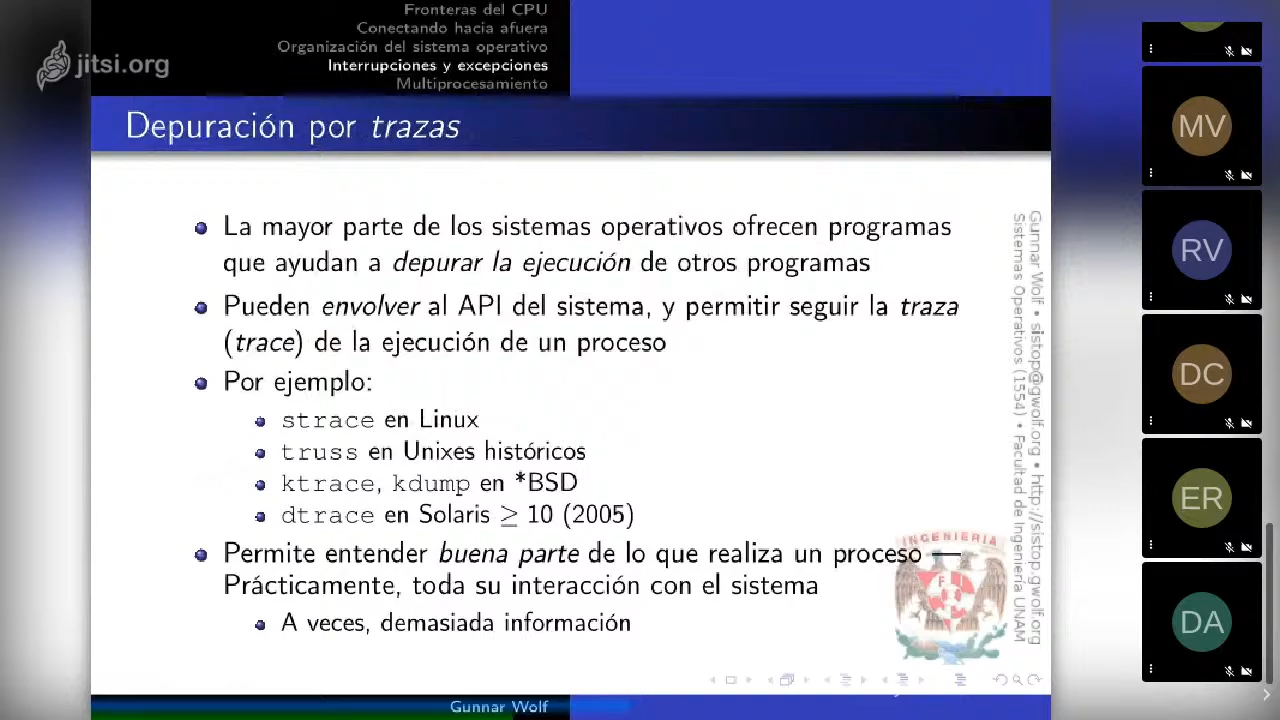 Fronteras del CPU
Conectando hacia afuera
Organización del sistema operativo
Interrupciones y excepciones
Multiprocesamiento
jitsi.org
Depuración por trazas
La mayor parte de los sistemas operativos ofrecen programas
que ayudan a depurar la ejecución de otros programas
Pueden envolver al API del sistema, y permitir seguir la traza
(trace) de la ejecución de un proceso
Por ejemplo:
strace en Linux
truss en Unixes históricos
ktrace, kdump en *BSD
dtrace en Solaris ≥ 10 (2005)
Permite entender buena parte de lo que realiza un proceso —
Prácticamente, toda su interacción con el sistema
A veces, demasiada información
Gunnar Wolf • sistop@gwolf.org • http://sistop.gwolf.org
Sistemas Operativos (1554) • Facultad de Ingeniería UNAM
INGENIERIA
Gunnar Wolf
MV
RV
DC
ER
DA